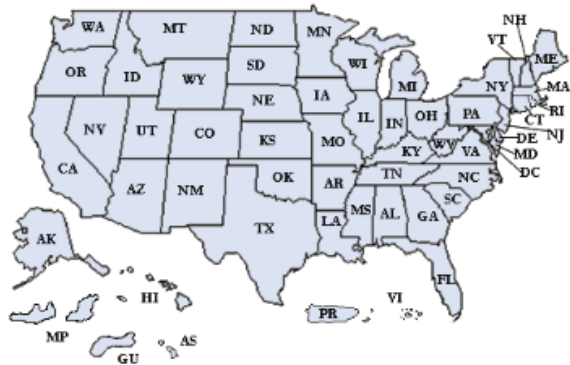 NH
WA
MT
ND
MN
VT
ME
OR
ID
SD
WI
MI
NY
MA
WY
RI
CT
NE
IA
PA
NJ
NV
UT
CO
IL
IN
OH
DE
KS
MO
KY
WV
VA
MD
CA
DC
OK
TN
NC
AZ
NM
AR
SC
MS
AL
GA
TX
LA
AK
FL
HI
VI
PR
MP
AS
GU